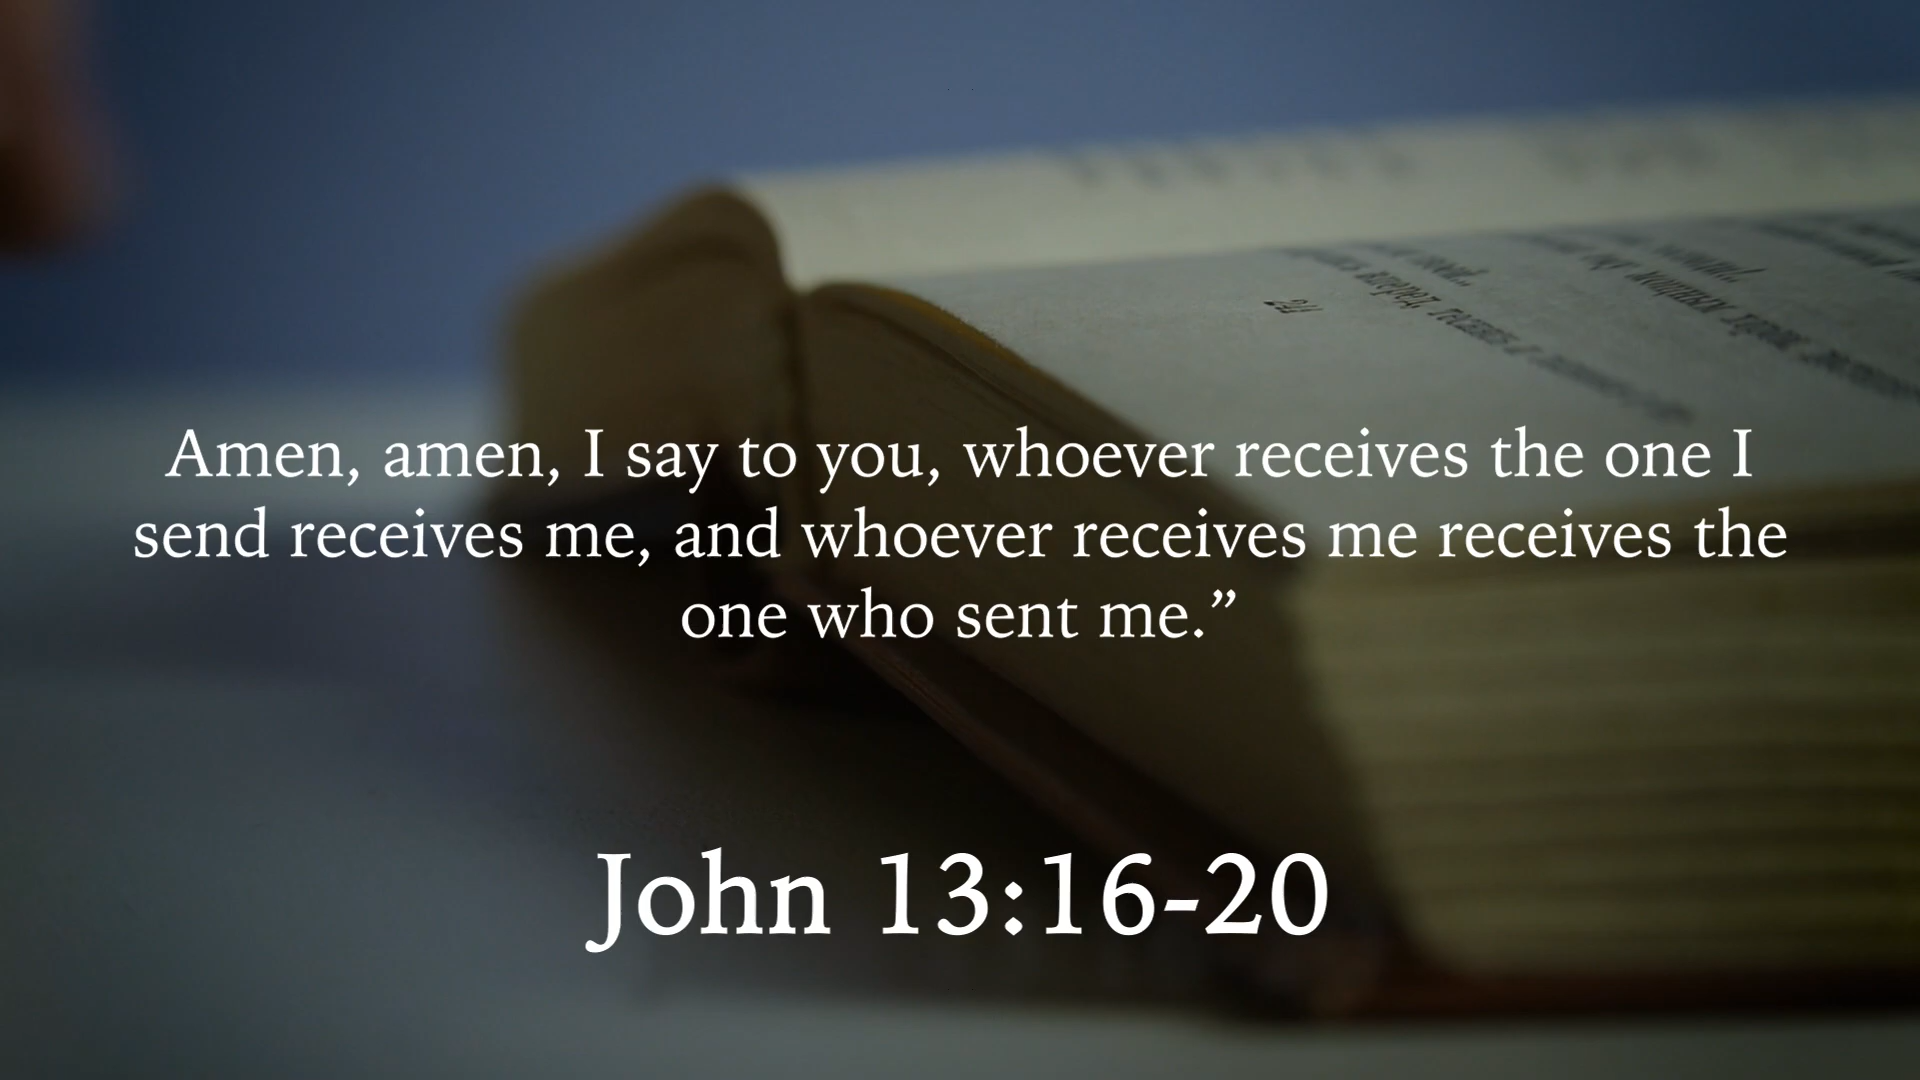 Amen, amen, I say to you, whoever receives the one I
send receives me, and whoever receives me receives the
one who sent me.”
John 13:16-20